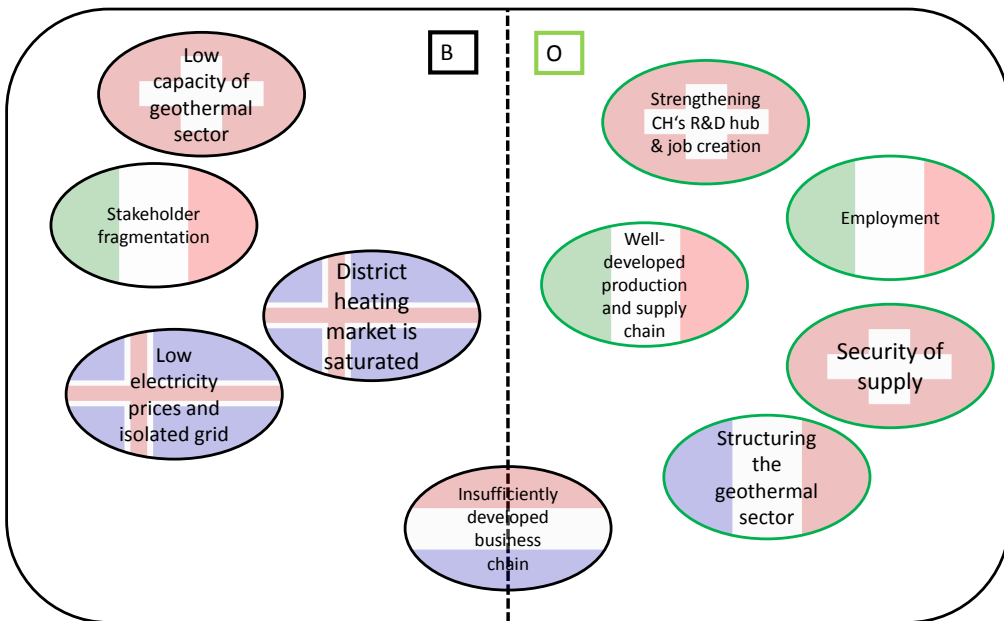 B
O
Low
capacity of
geothermal
sector
Stakeholder
fragmentation
District
heating
market is
saturated
Low
electricity
prices and
isolated grid
Insufficiently
developed
business
chain
Strengthening
CH‘s R&D hub
& job creation
Employment
Well-
developed
production
and supply
chain
Security of
supply
Structuring
the
geothermal
sector